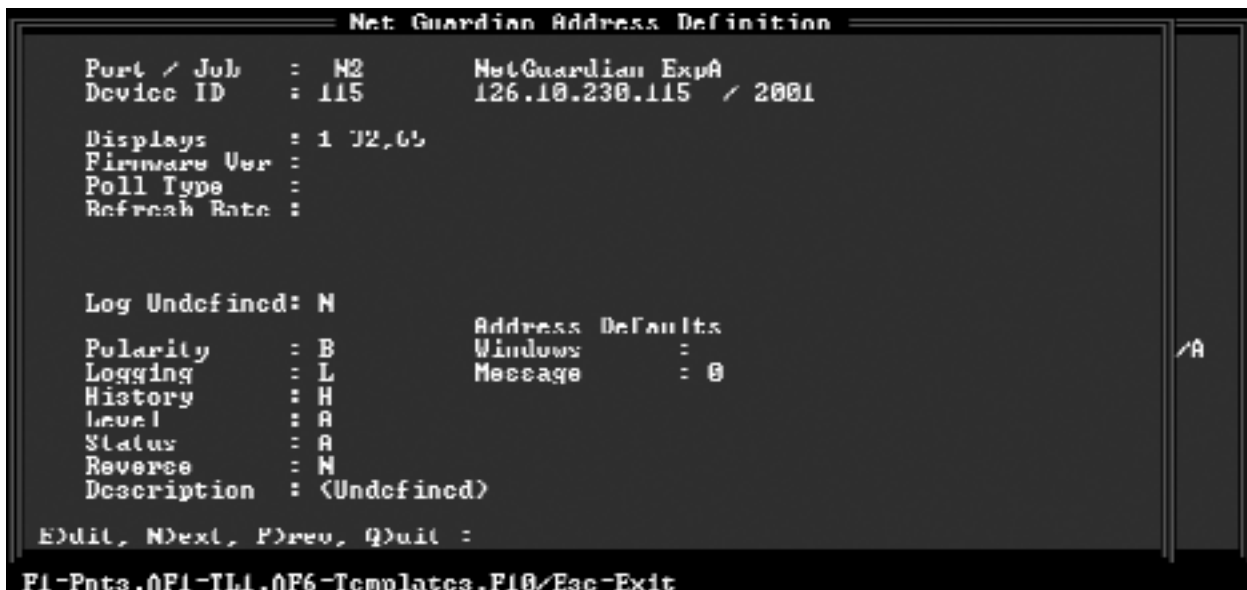 Net Guardian Address Definition
Port / Job : N2 NetGuardian ExpA
Device ID : 115 126.10.230.115 / 2001
Displays : 1 32,65
Firmware Ver :
Poll Type :
Refresh Rate :
Log Undefined: N
Address Defaults
Polarity : B Windows : /A
Logging : L Message : 0
History : H
Level : A
Status : A
Reverse : N
Description : <Undefined>
E)dit, N)ext, P)rev, Q)uit :
F1-Pnts,AF1-TL1,AF6-Templates,F10/Esc-Exit